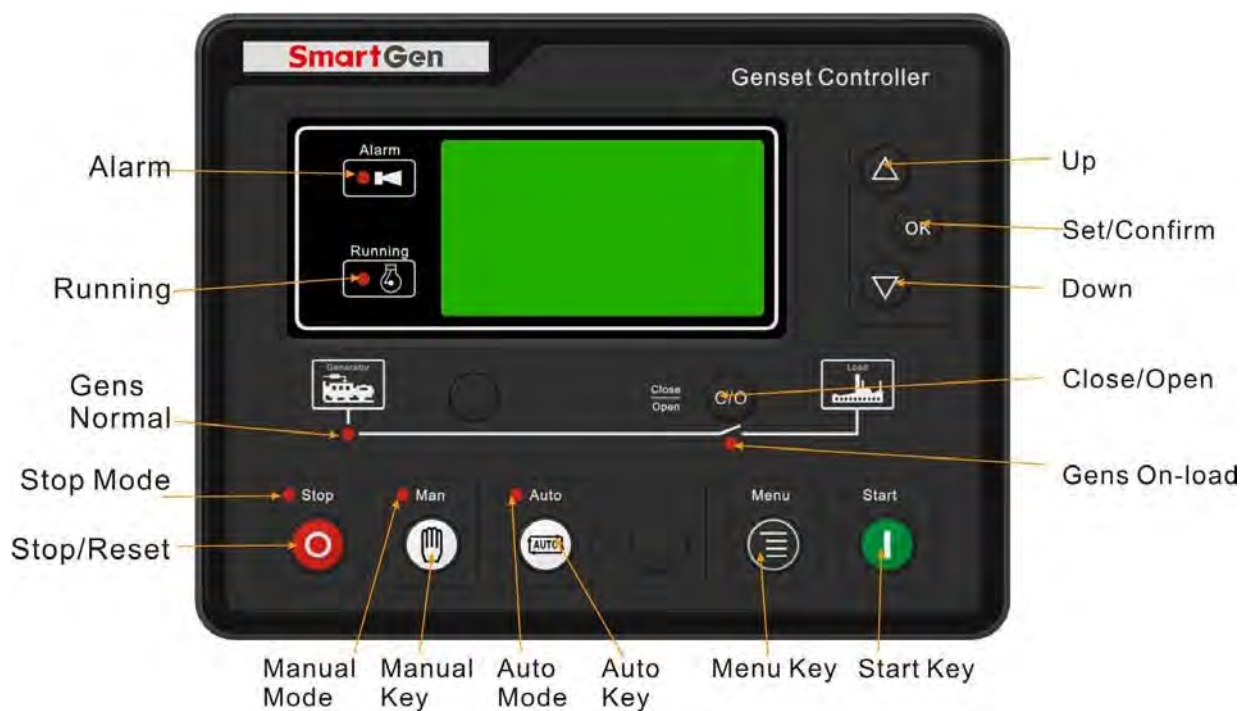 SmartGen
Genset Controller
Alarm
Alarm
Up
OK
Set/Confirm
Running
Running
Down
Generator
Load
Gens
Normal
Close
Open
C/O
Close/Open
Gens On-load
Stop Mode
Stop
Man
Auto
Menu
Start
Stop/Reset
AUTO
Manual
Mode
Manual
Key
Auto
Mode
Auto
Key
Menu Key
Start Key